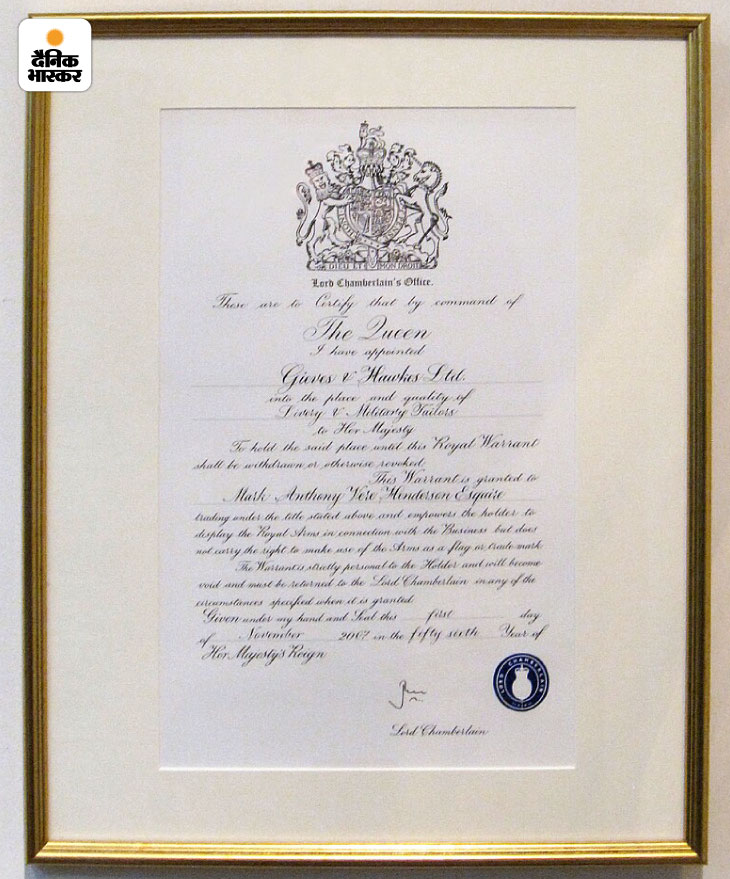 दैनिक
भास्कर
DIEU ET MON DROIT
Lord Chamberlain's Office.
These are to Certify that by command of
The Queen
I have appointed
Gieves & Hawkes Ltd.
into the place and quality of
Livery & Military Tailors
to Her Majesty
To hold the said place until this Royal Warrant
shall be withdrawn or otherwise revoked.
This Warrant is granted to
Mark Anthony Vere Henderson Esquire
trading under the title stated above and empowers the holder to
display the Royal Arms in connection with the Business but does
not carry the right to make use of the Arms as a flag or trade mark
The Warrant is strictly personal to the Holder and will become
void and must be returned to the Lord Chamberlain in any of the
circumstances specified when it is granted
Given under my hand and Seal this first day
of November 2007 in the fifty sixth Year of
Her Majesty's Reign
LORD CHAMBERLAIN
Lord Chamberlain